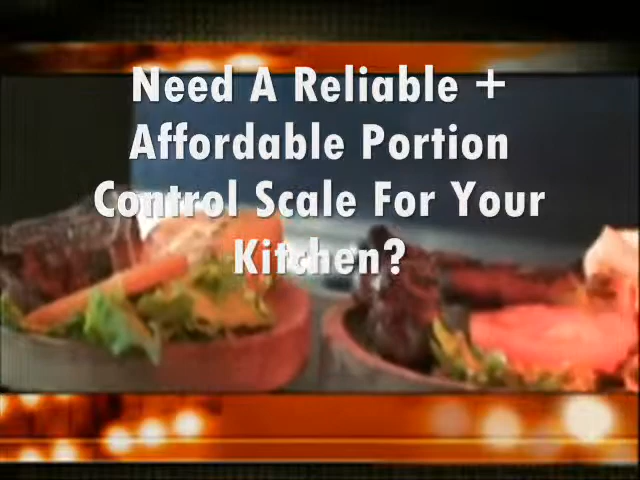 Need A Reliable +
Affordable Portion
Control Scale For Your
Kitchen?